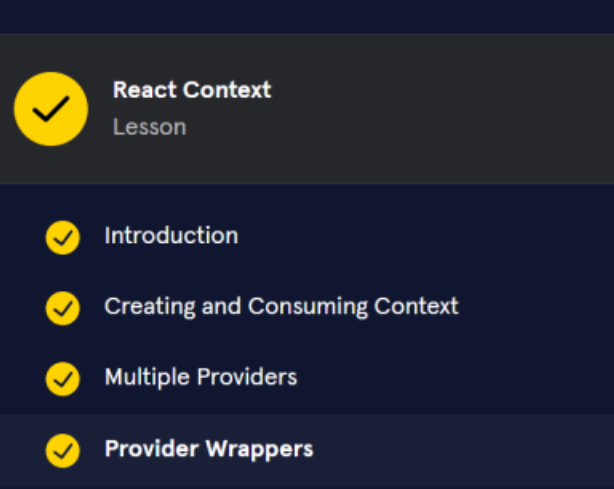 React Context
Lesson
Introduction
Creating and Consuming Context
Multiple Providers
Provider Wrappers